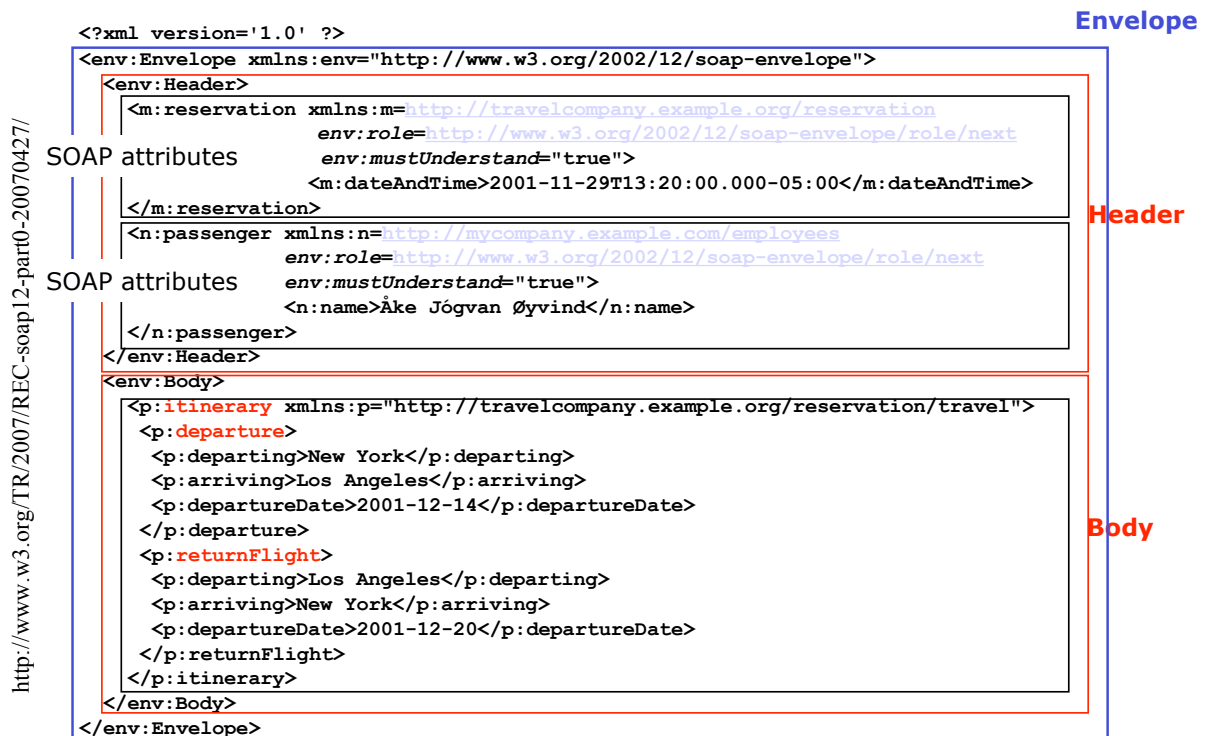 Envelope
<?xml version='1.0' ?>
<env:Envelope xmlns:env="http://www.w3.org/2002/12/soap-envelope">
<env:Header>
<m:reservation xmlns:m=http://travelcompany.example.org/reservation
env:role=http://www.w3.org/2002/12/soap-envelope/role/next
SOAP attributes env:mustUnderstand="true">
<m:dateAndTime>2001-11-29T13:20:00.000-05:00</m:dateAndTime>
</m:reservation>
Header
<n:passenger xmlns:n=http://mycompany.example.com/employees
env:role=http://www.w3.org/2002/12/soap-envelope/role/next
SOAP attributes env:mustUnderstand="true">
<n:name>Åke Jógvan Øyvind</n:name>
</n:passenger>
</env:Header>
<env:Body>
<p:itinerary xmlns:p="http://travelcompany.example.org/reservation/travel">
<p:departure>
<p:departing>New York</p:departing>
<p:arriving>Los Angeles</p:arriving>
<p:departureDate>2001-12-14</p:departureDate>
</p:departure>
Body
<p:returnFlight>
<p:departing>Los Angeles</p:departing>
<p:arriving>New York</p:arriving>
<p:departureDate>2001-12-20</p:departureDate>
</p:returnFlight>
</p:itinerary>
</env:Body>
</env:Envelope>
http://www.w3.org/TR/2007/REC-soap12-part0-20070427/